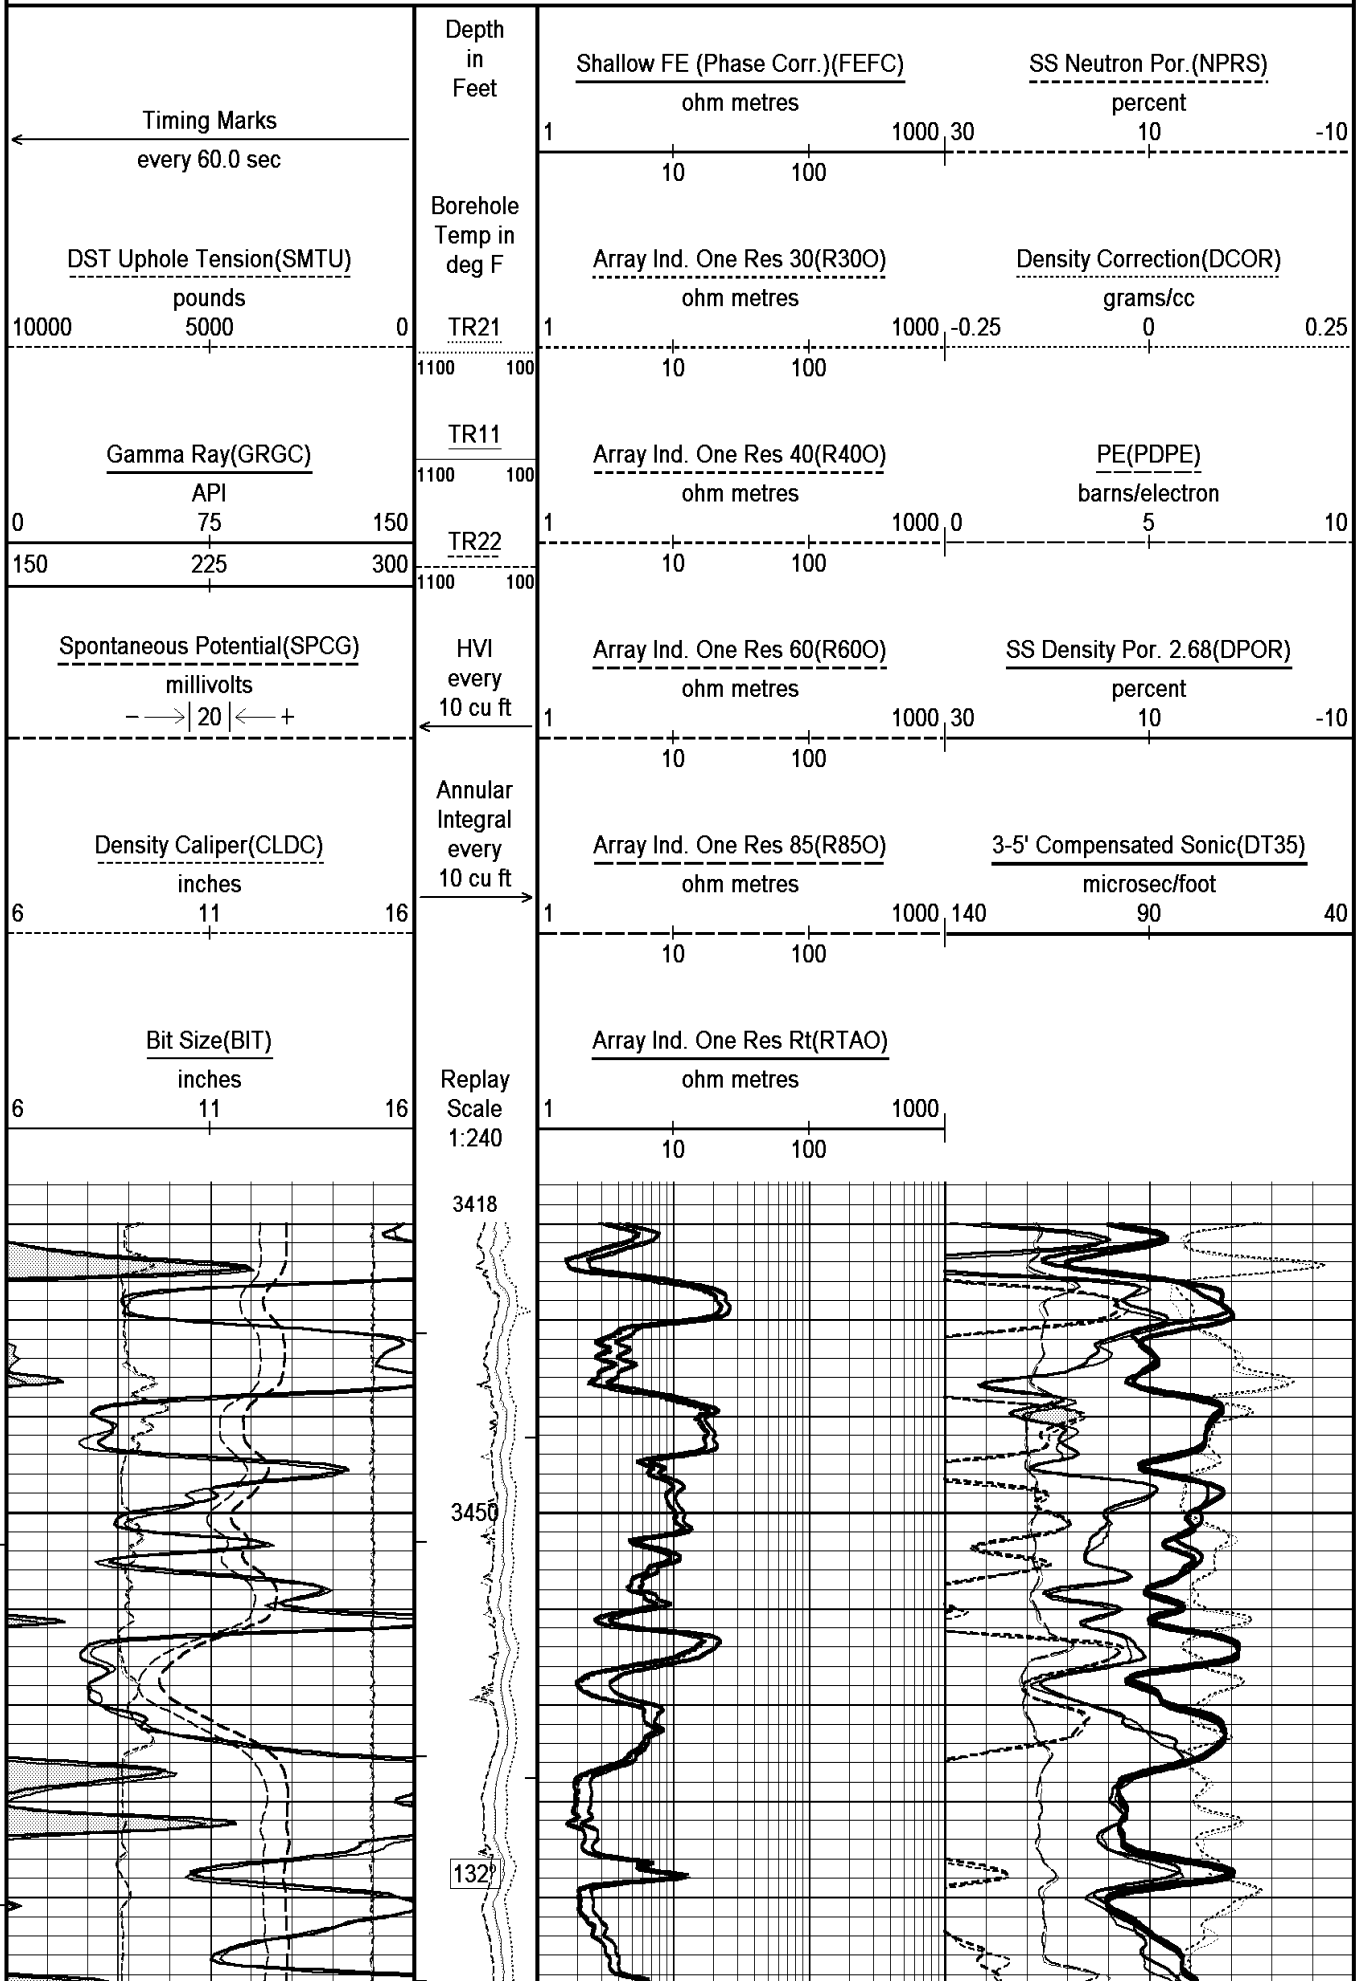 Timing Marks
every 60.0 sec
DST Uphole Tension(SMTU)
pounds
10000 5000 0
Gamma Ray(GRGC)
API
0 75 150
150 225 300
Spontaneous Potential(SPCG)
millivolts
− 20 +
Density Caliper(CLDC)
inches
6 11 16
Bit Size(BIT)
inches
6 11 16
Depth
in
Feet
Borehole
Temp in
deg F
TR21
1100 100
TR11
1100 100
TR22
1100 100
HVI
every
10 cu ft
Annular
Integral
every
10 cu ft
Replay
Scale
1:240
Shallow FE (Phase Corr.)(FEFC)
ohm metres
1 1000
10 100
Array Ind. One Res 30(R30O)
ohm metres
1 1000
10 100
Array Ind. One Res 40(R40O)
ohm metres
1 1000
10 100
Array Ind. One Res 60(R60O)
ohm metres
1 1000
10 100
Array Ind. One Res 85(R85O)
ohm metres
1 1000
10 100
Array Ind. One Res Rt(RTAO)
ohm metres
1 1000
10 100
SS Neutron Por.(NPRS)
percent
30 10 -10
Density Correction(DCOR)
grams/cc
-0.25 0 0.25
PE(PDPE)
barns/electron
0 5 10
SS Density Por. 2.68(DPOR)
percent
30 10 -10
3-5' Compensated Sonic(DT35)
microsec/foot
140 90 40
3418
3450
132º